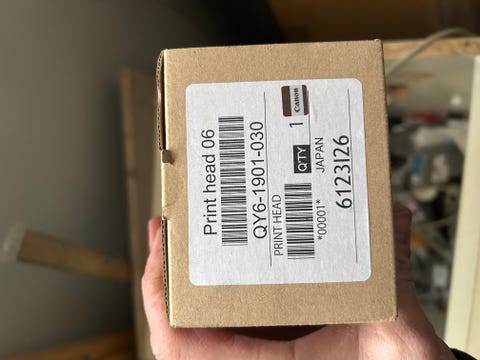 Print head 06
QY6-1901-030
PRINT HEAD QTY 1 Canon
*00001* JAPAN
6123126